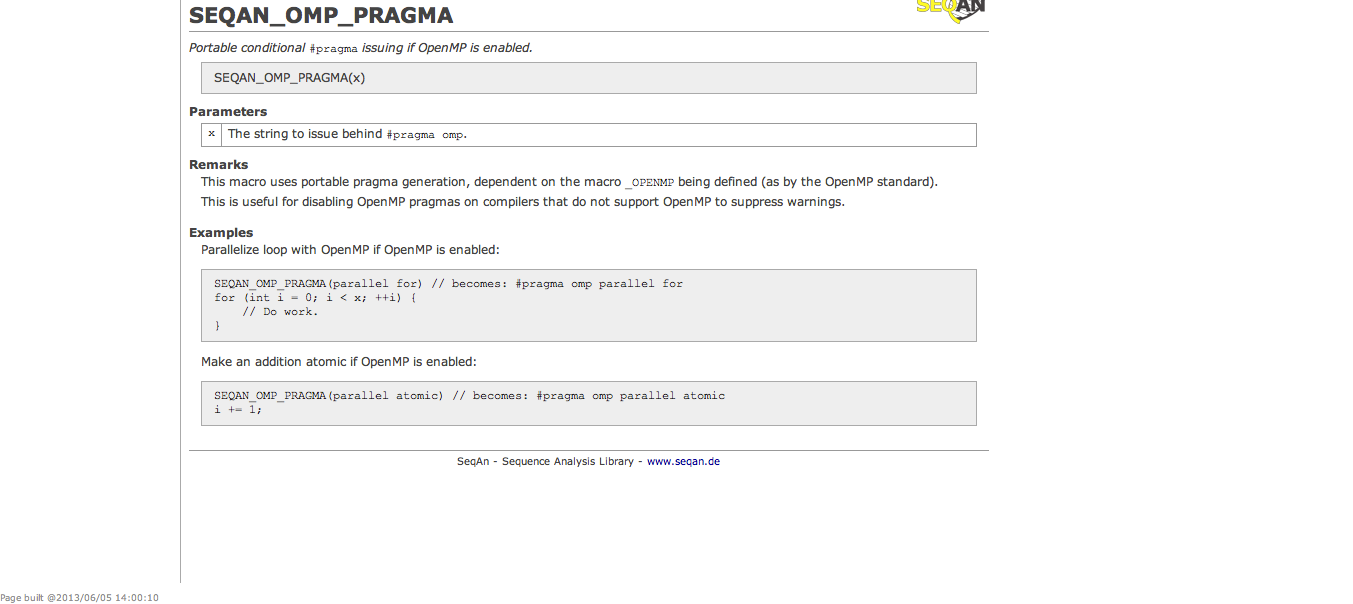 SEQAN
SEQAN_OMP_PRAGMA
Portable conditional #pragma issuing if OpenMP is enabled.
SEQAN_OMP_PRAGMA(x)
Parameters
x The string to issue behind #pragma omp.
Remarks
This macro uses portable pragma generation, dependent on the macro _OPENMP being defined (as by the OpenMP standard).
This is useful for disabling OpenMP pragmas on compilers that do not support OpenMP to suppress warnings.
Examples
Parallelize loop with OpenMP if OpenMP is enabled:
SEQAN_OMP_PRAGMA(parallel for) // becomes: #pragma omp parallel for
for (int i = 0; i < x; ++i) {
    // Do work.
}
Make an addition atomic if OpenMP is enabled:
SEQAN_OMP_PRAGMA(parallel atomic) // becomes: #pragma omp parallel atomic
i += 1;
SeqAn - Sequence Analysis Library - www.seqan.de
Page built @2013/06/05 14:00:10